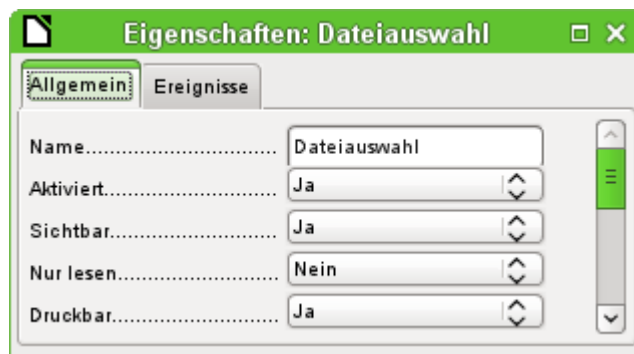 Eigenschaften: Dateiauswahl
Allgemein Ereignisse
Name............................ Dateiauswahl
Aktiviert......................... Ja
Sichtbar......................... Ja
Nur lesen....................... Nein
Druckbar........................ Ja